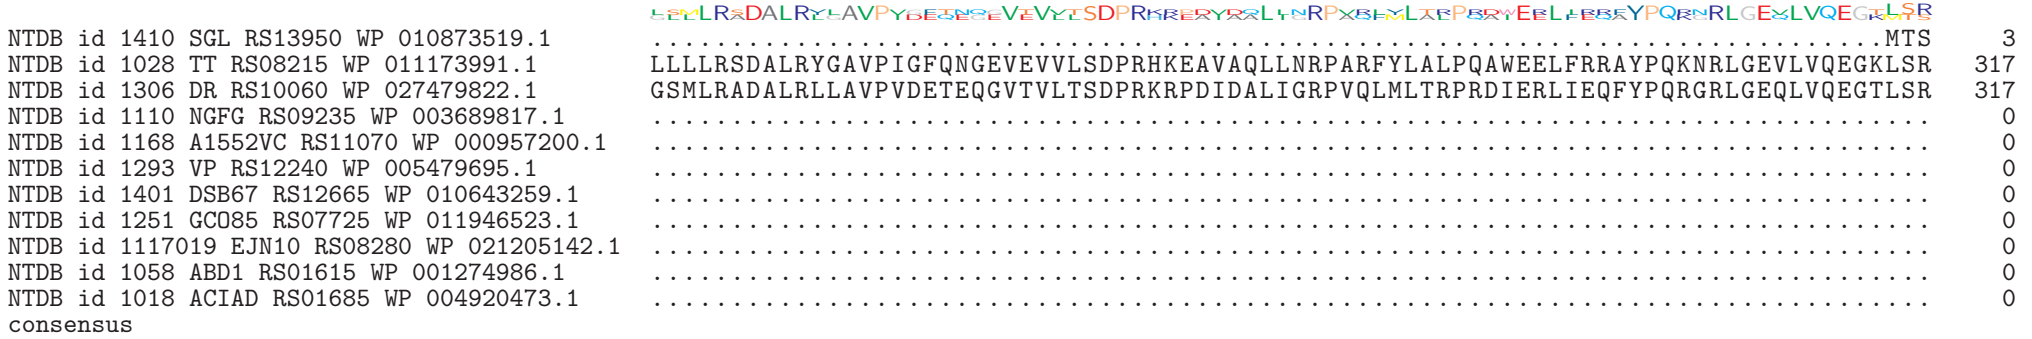 NTDB id 1410 SGL RS13950 WP 010873519.1 ................................................................................................MTS 3
NTDB id 1028 TT RS08215 WP 011173991.1 LLLLRSDALRYGAVPIGFQNGEVEVVLSDPRHKEAVAQLLNRPARFYLALPQAWEELFRRAYPQKNRLGEVLVQEGKLSR 317
NTDB id 1306 DR RS10060 WP 027479822.1 GSMLRADALRLLAVPVDETEQGVTVLTSDPRKRPDIDALIGRPVQLMLTRPRDIERLIEQFYPQRGRLGEQLVQEGTLSR 317
NTDB id 1110 NGFG RS09235 WP 003689817.1 ................................................................................ 0
NTDB id 1168 A1552VC RS11070 WP 000957200.1 ................................................................................ 0
NTDB id 1293 VP RS12240 WP 005479695.1 ................................................................................ 0
NTDB id 1401 DSB67 RS12665 WP 010643259.1 ................................................................................ 0
NTDB id 1251 GCO85 RS07725 WP 011946523.1 ................................................................................ 0
NTDB id 1117019 EJN10 RS08280 WP 021205142.1 ................................................................................ 0
NTDB id 1058 ABD1 RS01615 WP 001274986.1 ................................................................................ 0
NTDB id 1018 ACIAD RS01685 WP 004920473.1 ................................................................................ 0
consensus